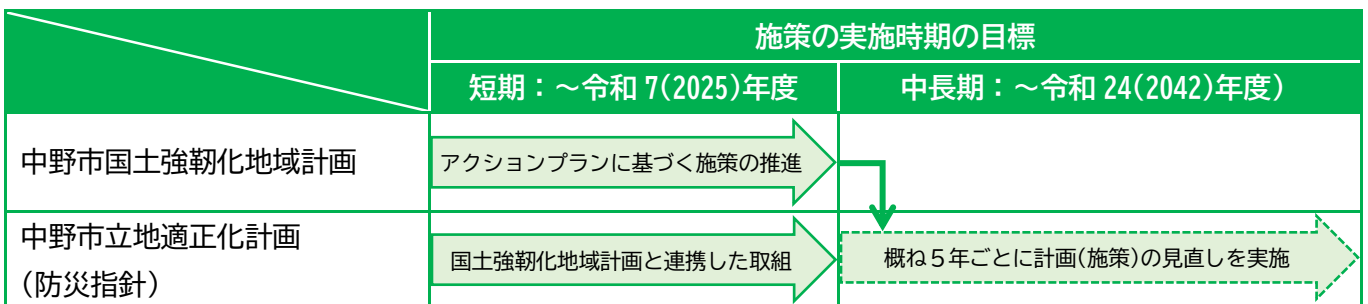 施策の実施時期の目標
短期：～令和 7(2025)年度
中長期：～令和 24(2042)年度)
中野市国土強靭化地域計画
アクションプランに基づく施策の推進
中野市立地適正化計画
(防災指針)
国土強靭化地域計画と連携した取組
概ね５年ごとに計画(施策)の見直しを実施